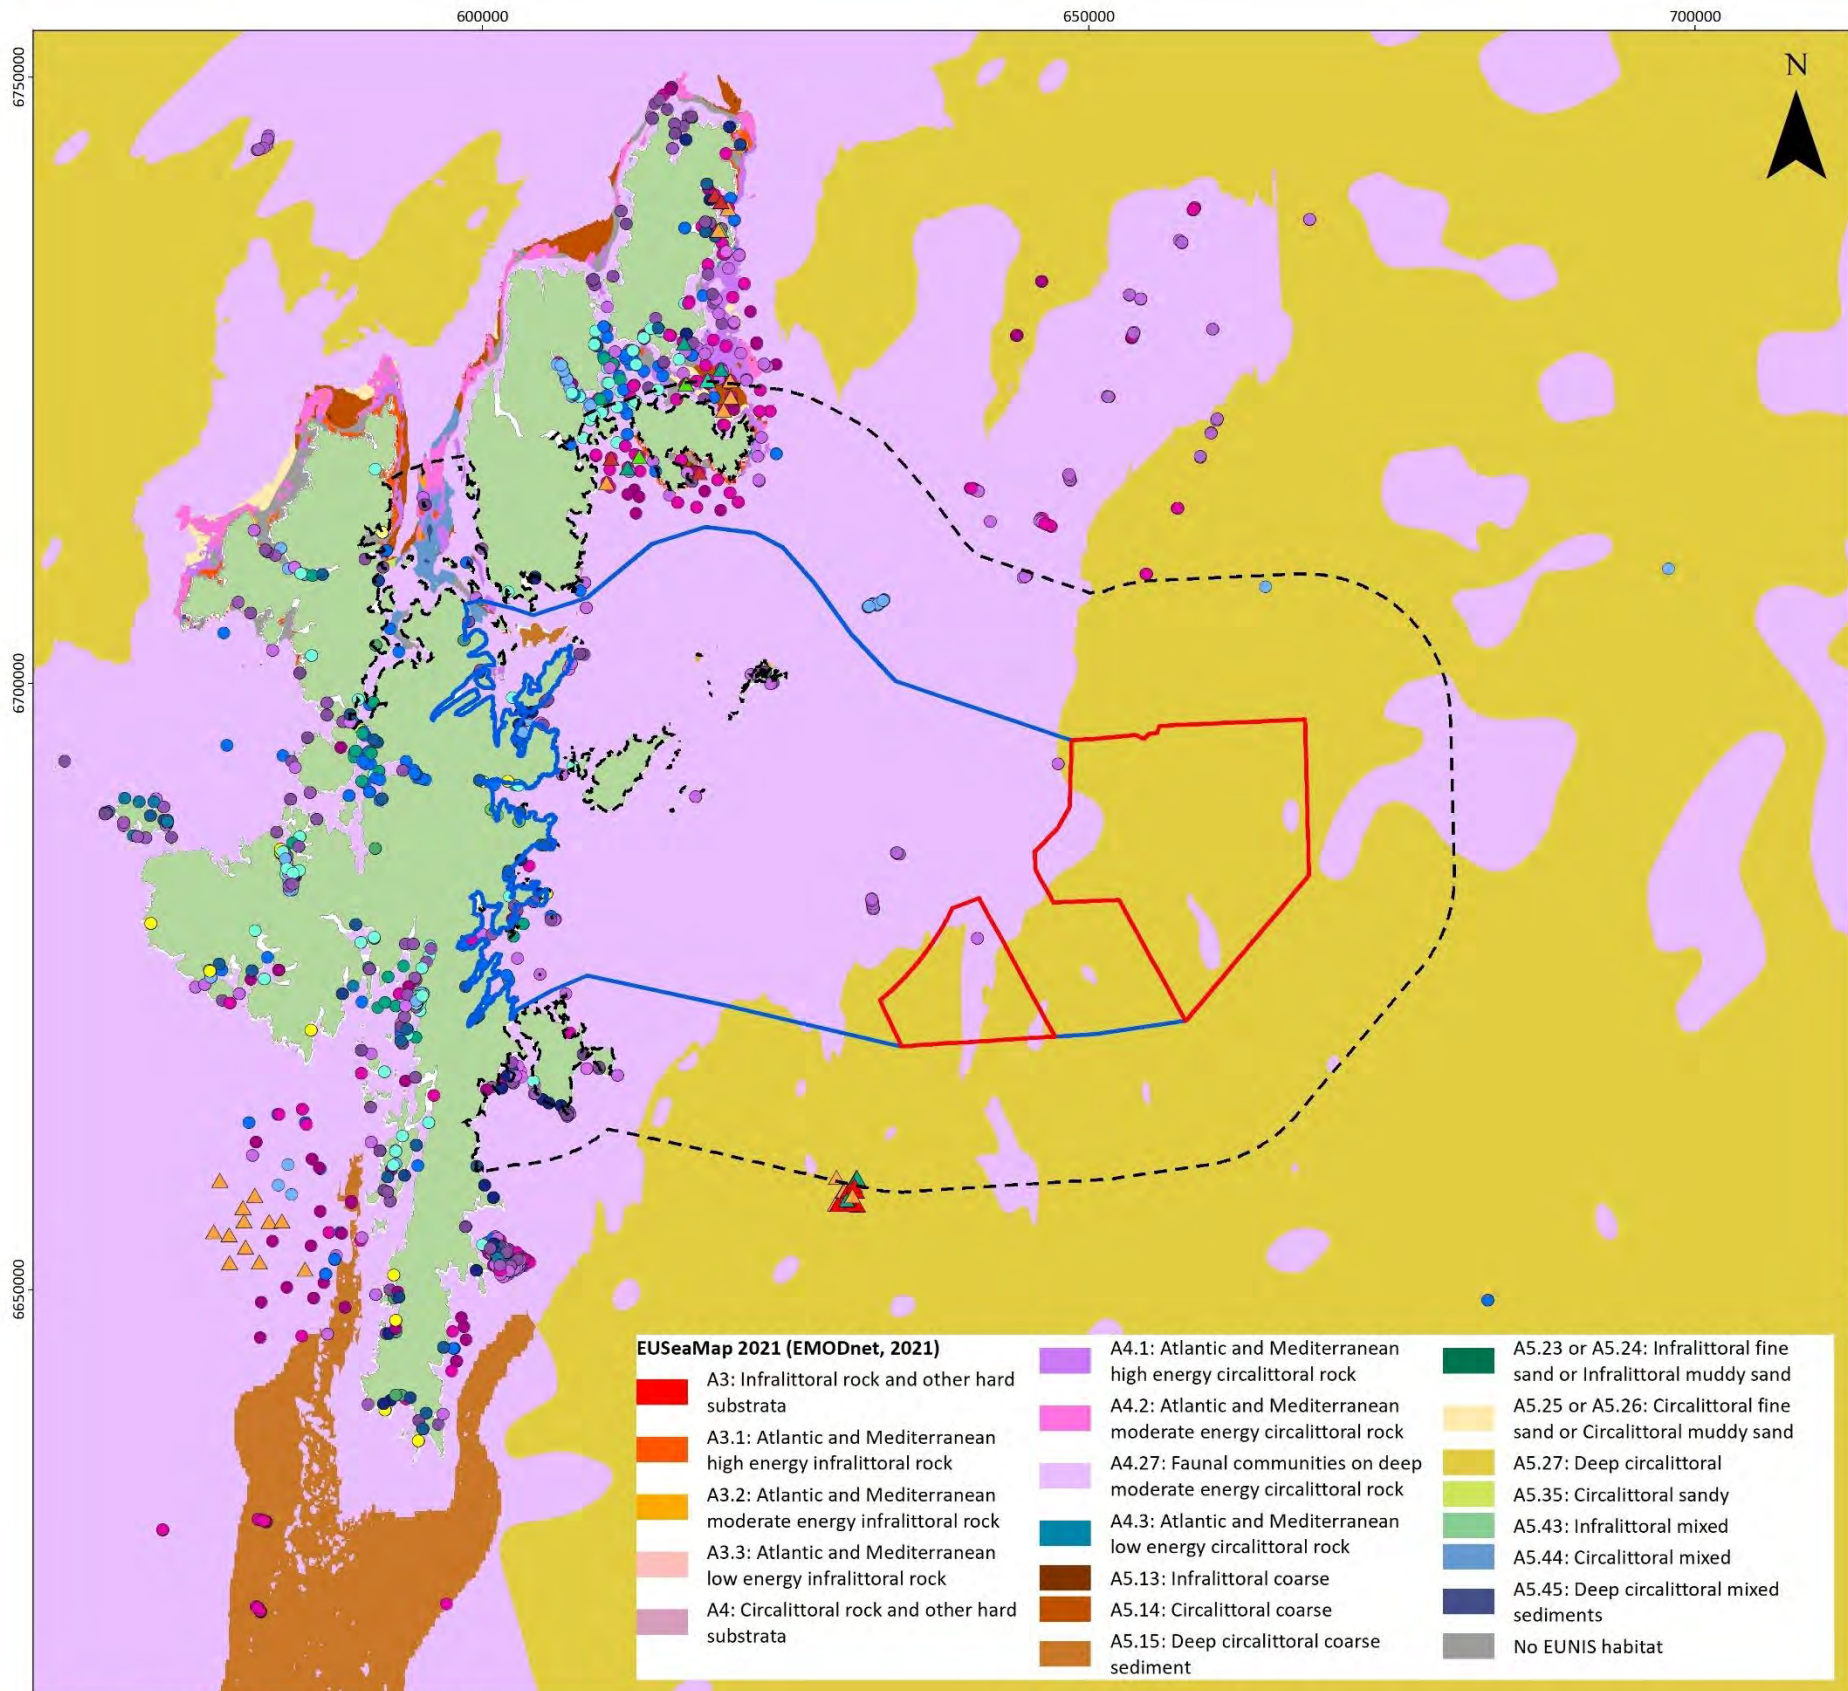 600000
650000
700000
6750000
6700000
6650000
N
EUSeaMap 2021 (EMODnet, 2021)
A3: Infralittoral rock and other hard
substrata
A3.1: Atlantic and Mediterranean
high energy infralittoral rock
A3.2: Atlantic and Mediterranean
moderate energy infralittoral rock
A3.3: Atlantic and Mediterranean
low energy infralittoral rock
A4: Circalittoral rock and other hard
substrata
A4.1: Atlantic and Mediterranean
high energy circalittoral rock
A4.2: Atlantic and Mediterranean
moderate energy circalittoral rock
A4.27: Faunal communities on deep
moderate energy circalittoral rock
A4.3: Atlantic and Mediterranean
low energy circalittoral rock
A5.13: Infralittoral coarse
A5.14: Circalittoral coarse
A5.15: Deep circalittoral coarse
sediment
A5.23 or A5.24: Infralittoral fine
sand or Infralittoral muddy sand
A5.25 or A5.26: Circalittoral fine
sand or Circalittoral muddy sand
A5.27: Deep circalittoral
A5.35: Circalittoral sandy
A5.43: Infralittoral mixed
A5.44: Circalittoral mixed
A5.45: Deep circalittoral mixed
sediments
No EUNIS habitat